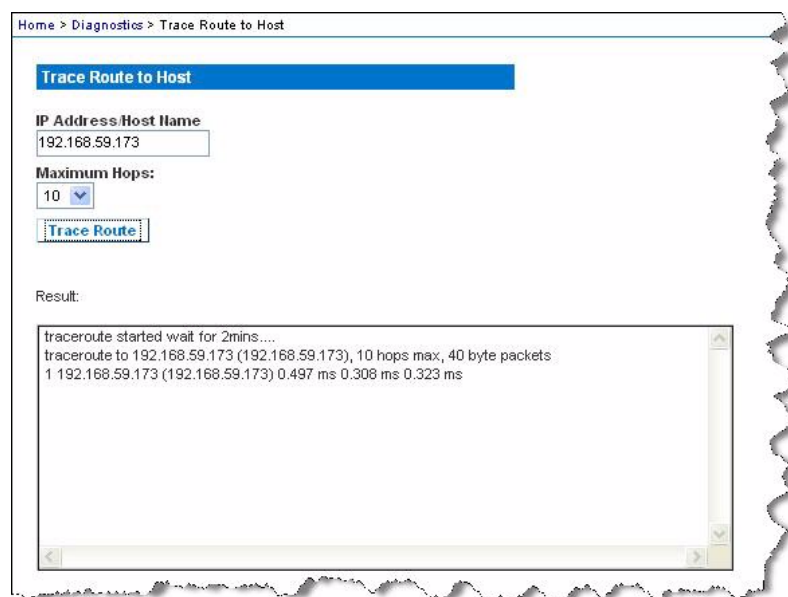 Home > Diagnostics > Trace Route to Host
Trace Route to Host
IP Address/Host Name
192.168.59.173
Maximum Hops:
10
Trace Route
Result:
traceroute started wait for 2mins....
traceroute to 192.168.59.173 (192.168.59.173), 10 hops max, 40 byte packets
1 192.168.59.173 (192.168.59.173) 0.497 ms 0.308 ms 0.323 ms